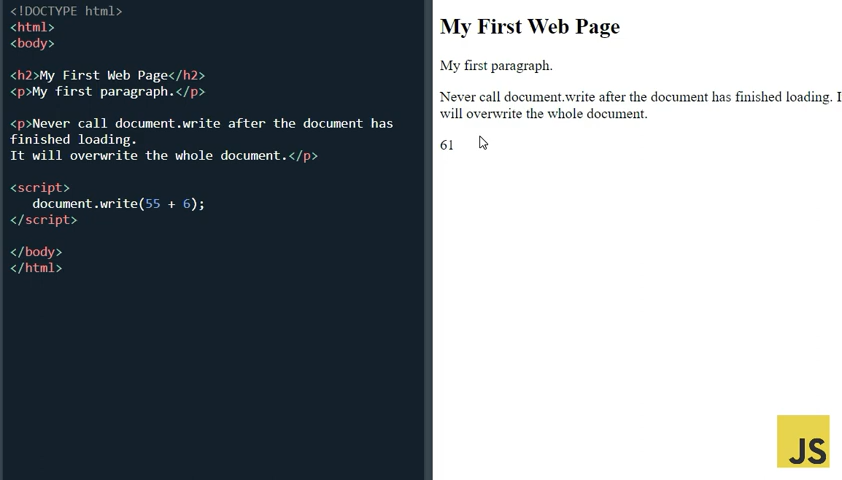 <!DOCTYPE html>
<html>
<body>
<h2>My First Web Page</h2>
<p>My first paragraph.</p>
<p>Never call document.write after the document has
finished loading.
It will overwrite the whole document.</p>
<script>
document.write(55 + 6);
</script>
</body>
</html>
My First Web Page
My first paragraph.
Never call document.write after the document has finished loading. I
will overwrite the whole document.
61
JS